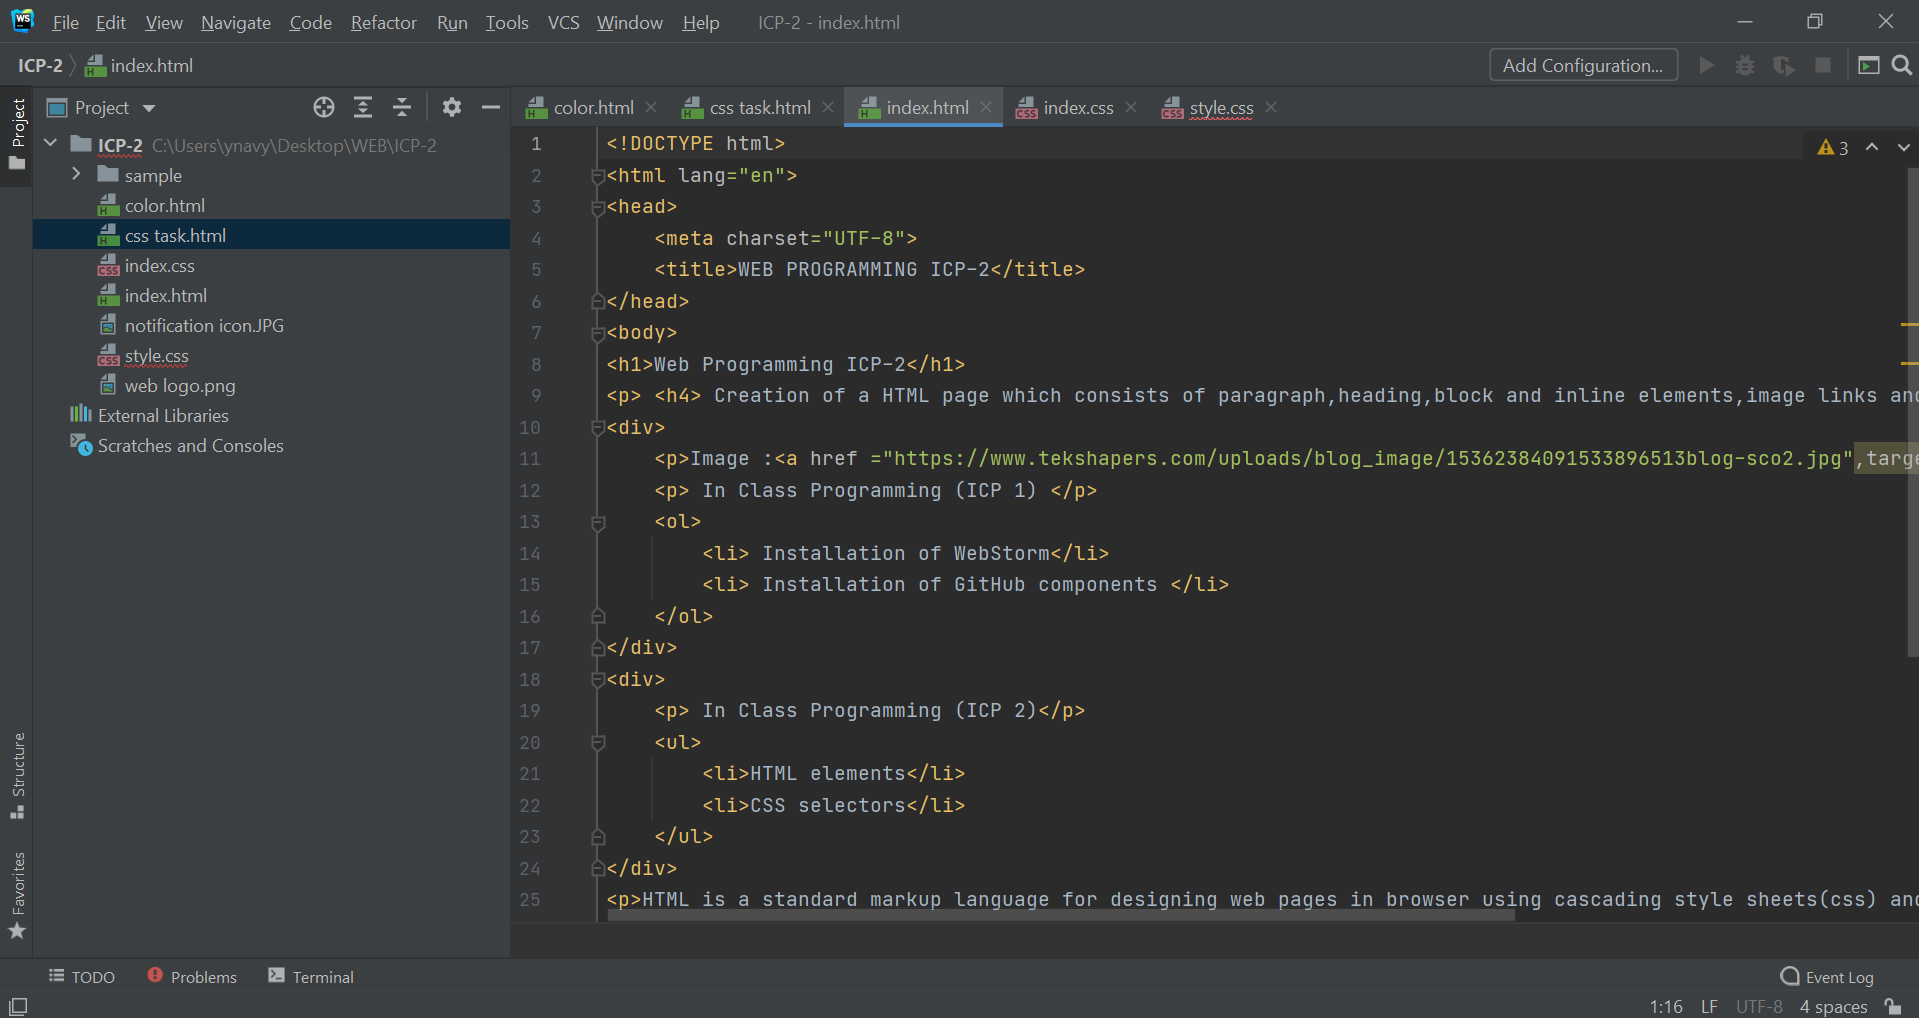 WS File Edit View Navigate Code Refactor Run Tools VCS Window Help ICP-2 - index.html
ICP-2 index.html Add Configuration...
Project
Project
color.html css task.html index.html index.css style.css
ICP-2 C:\Users\ynavy\Desktop\WEB\ICP-2
sample
color.html
css task.html
index.css
index.html
notification icon.JPG
style.css
web logo.png
External Libraries
Scratches and Consoles
3
1 <!DOCTYPE html>
2 <html lang="en">
3 <head>
4 <meta charset="UTF-8">
5 <title>WEB PROGRAMMING ICP-2</title>
6 </head>
7 <body>
8 <h1>Web Programming ICP-2</h1>
9 <p> <h4> Creation of a HTML page which consists of paragraph,heading,block and inline elements,image links an
10 <div>
11 <p>Image :<a href ="https://www.tekshapers.com/uploads/blog_image/15362384091533896513blog-sco2.jpg",targe
12 <p> In Class Programming (ICP 1) </p>
13 <ol>
14 <li> Installation of WebStorm</li>
15 <li> Installation of GitHub components </li>
16 </ol>
17 </div>
18 <div>
19 <p> In Class Programming (ICP 2)</p>
20 <ul>
21 <li>HTML elements</li>
22 <li>CSS selectors</li>
23 </ul>
24 </div>
25 <p>HTML is a standard markup language for designing web pages in browser using cascading style sheets(css) an
Structure
Favorites
TODO Problems Terminal Event Log
1:16 LF UTF-8 4 spaces